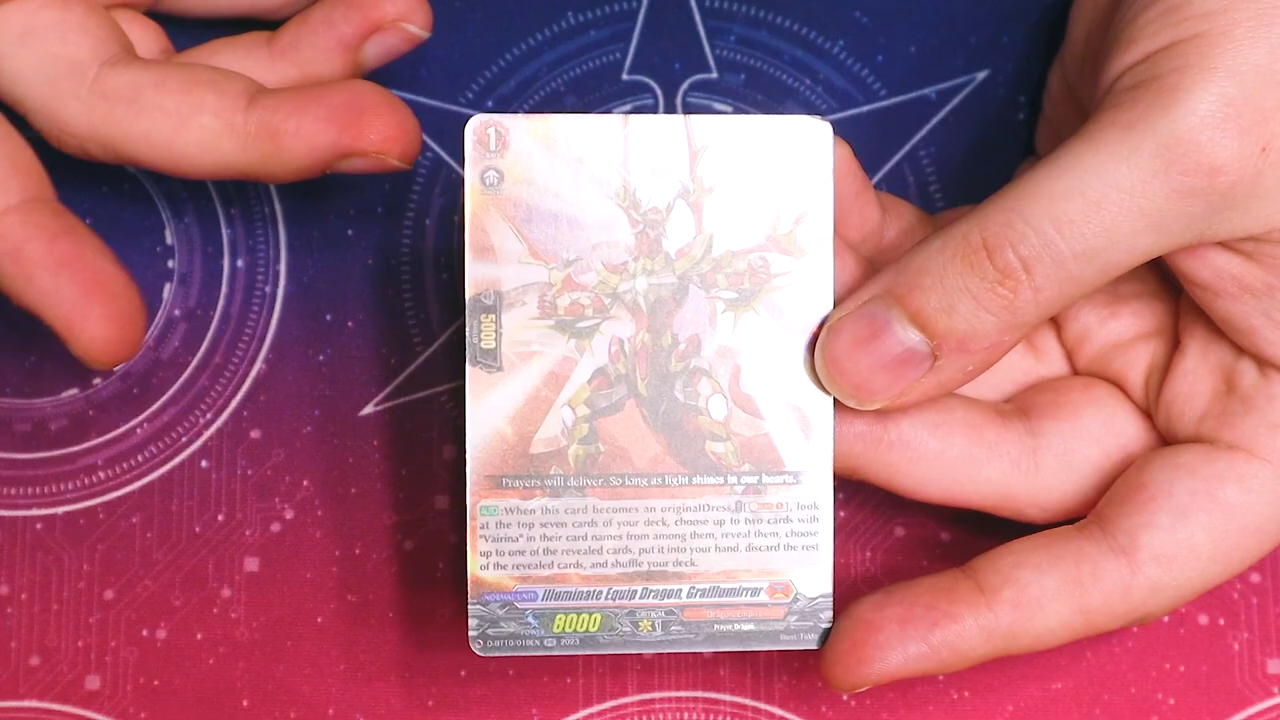 1
5000
Prayers will deliver. So long as light shines in our hearts.
AUTO:When this card becomes an originalDress, look
at the top seven cards of your deck, choose up to two cards with
"Vairina" in their card names from among them, reveal them, choose
up to one of the revealed cards, put it into your hand, discard the rest
of the revealed cards, and shuffle your deck.
NORMAL UNIT Illuminate Equip Dragon, Graillumirror
POWER 8000 CRITICAL 1 Dragon Empire
Prayer Dragon
D-BT10/018EN 2023 Illust.